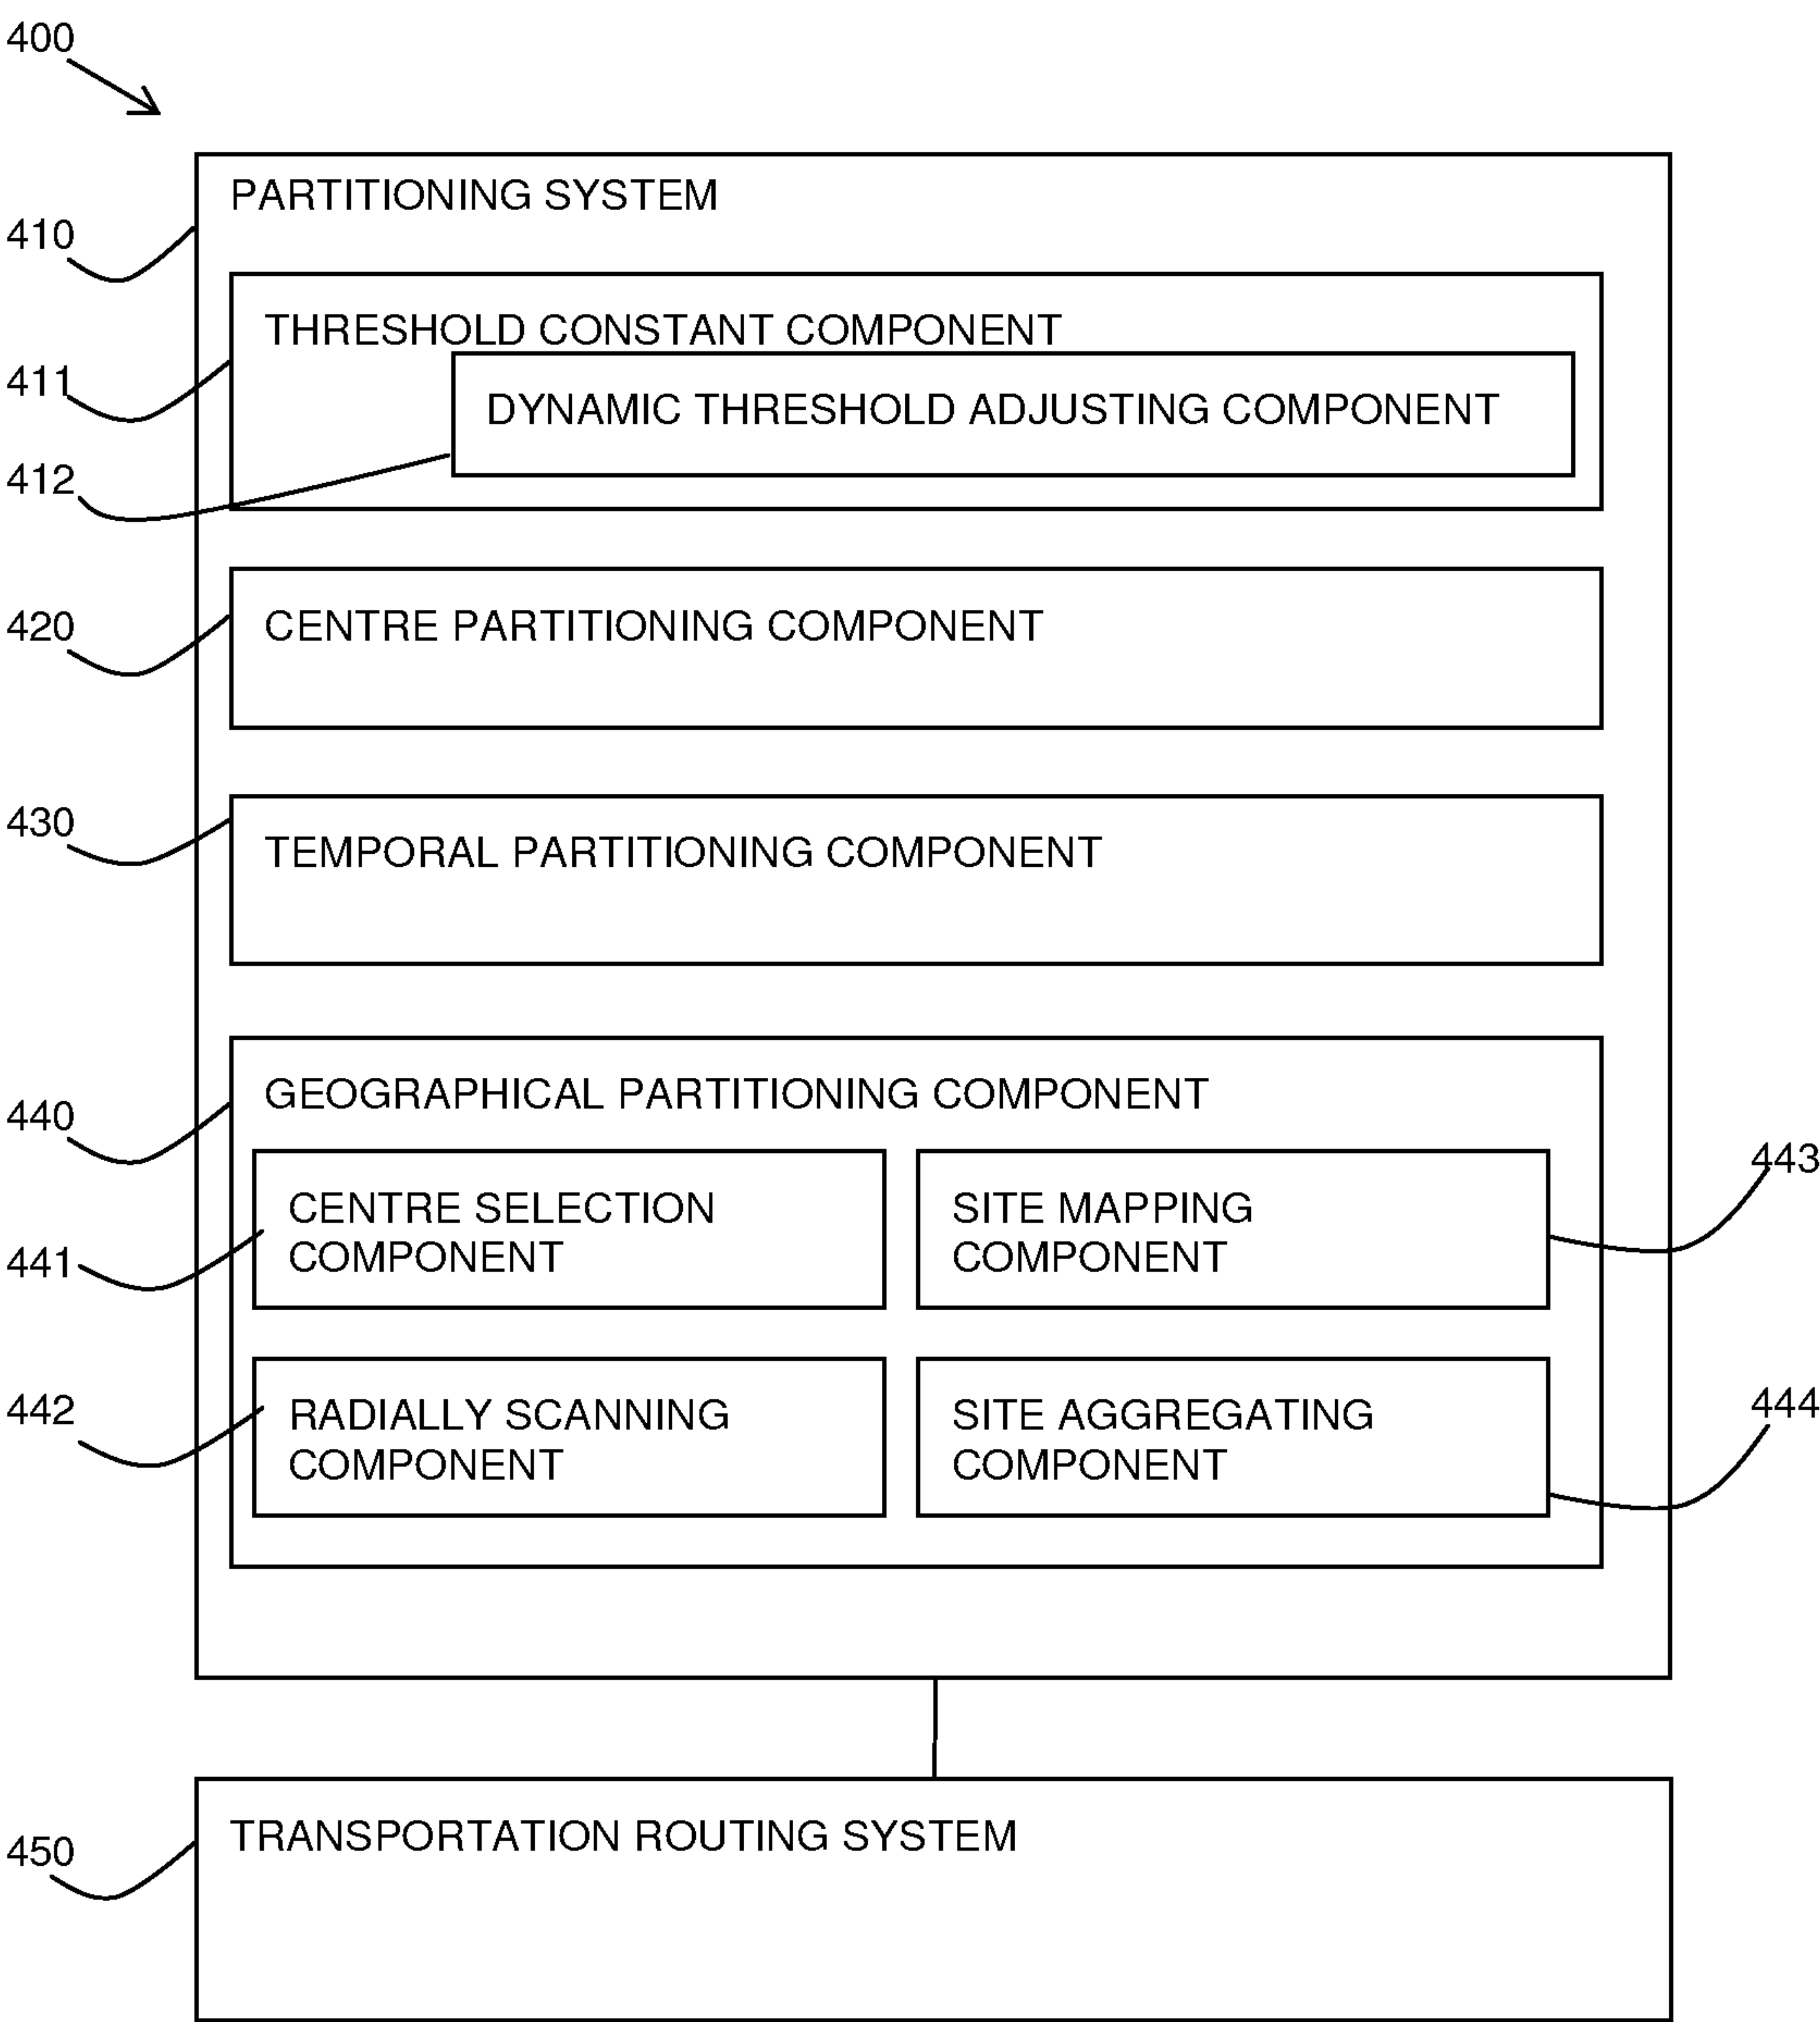 400
PARTITIONING SYSTEM
410
THRESHOLD CONSTANT COMPONENT
411
DYNAMIC THRESHOLD ADJUSTING COMPONENT
412
420
CENTRE PARTITIONING COMPONENT
430
TEMPORAL PARTITIONING COMPONENT
GEOGRAPHICAL PARTITIONING COMPONENT
440
443
CENTRE SELECTION
COMPONENT
SITE MAPPING
COMPONENT
441
442
RADIALLY SCANNING
COMPONENT
SITE AGGREGATING
COMPONENT
444
TRANSPORTATION ROUTING SYSTEM
450